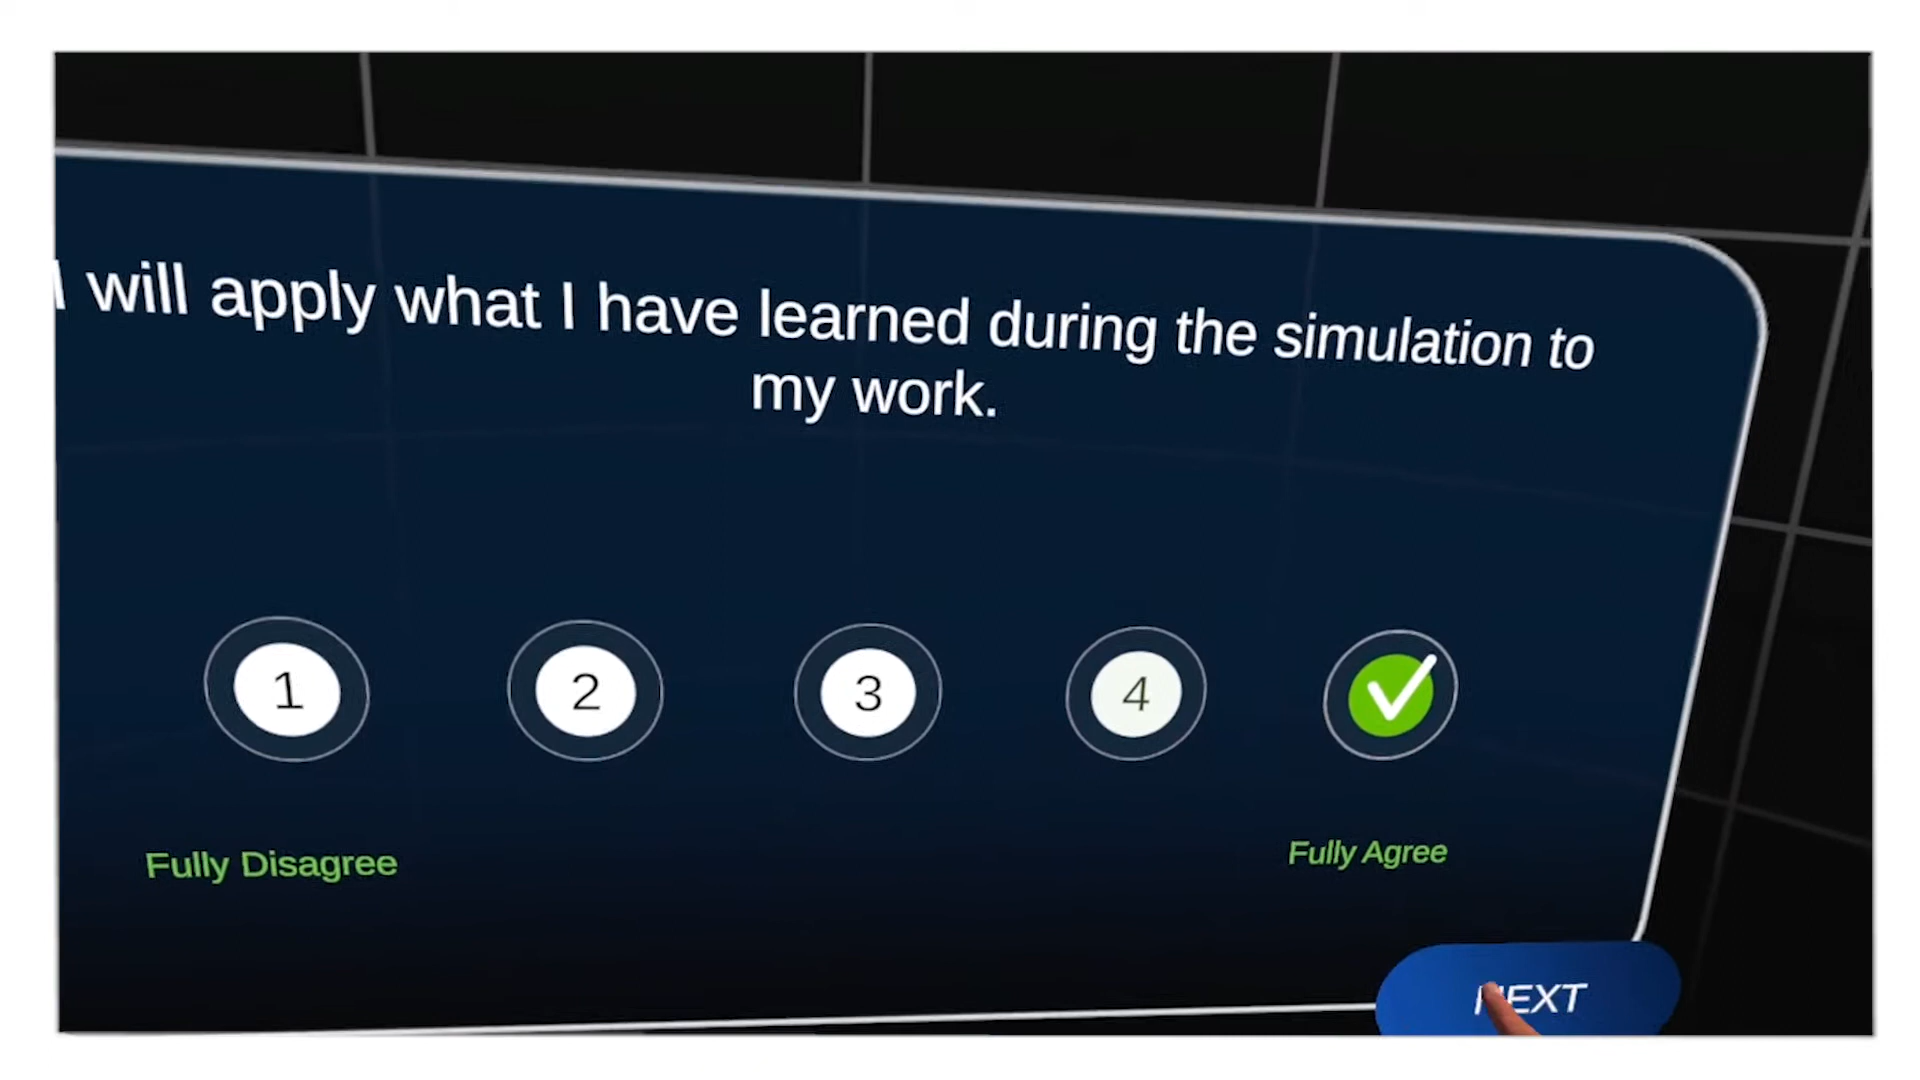 I will apply what I have learned during the simulation to
my work.
1 2 3 4
Fully Disagree
Fully Agree
NEXT